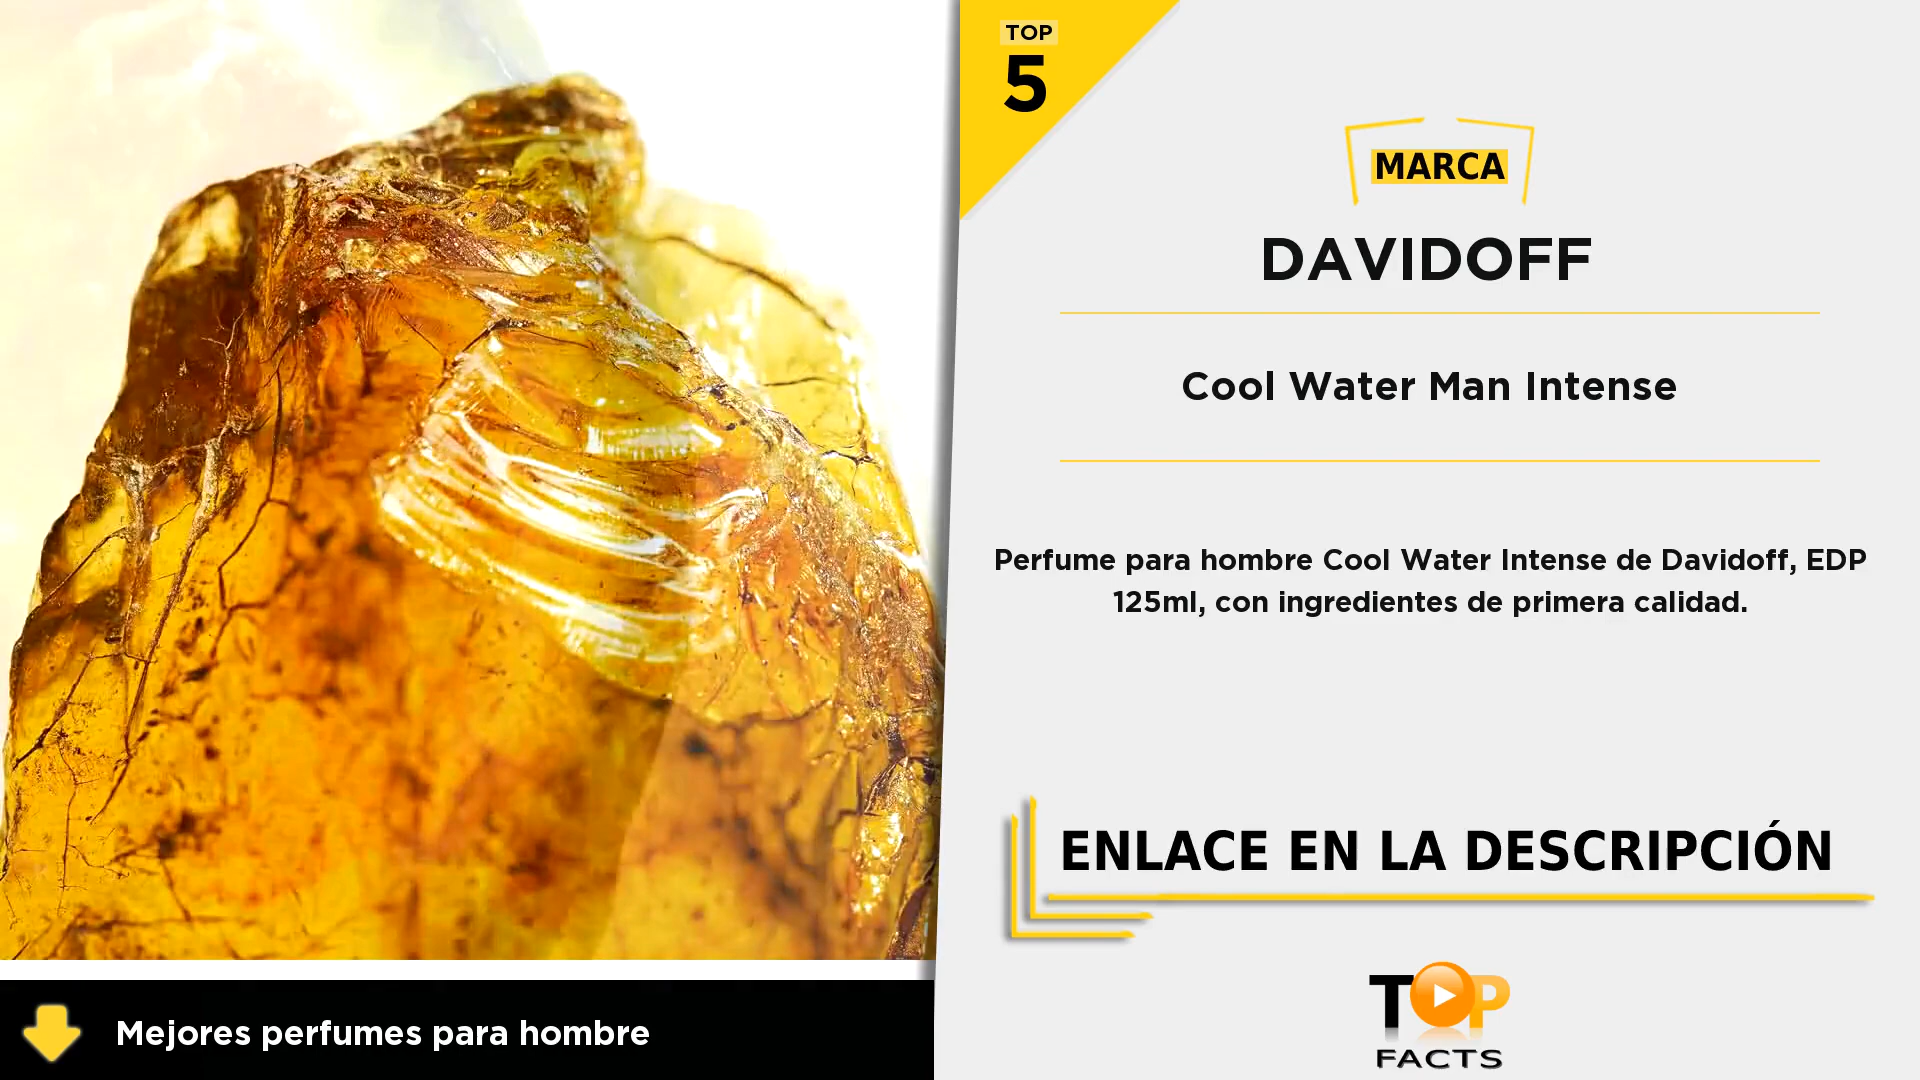 TOP
5
MARCA
DAVIDOFF
Cool Water Man Intense
Perfume para hombre Cool Water Intense de Davidoff, EDP
125ml, con ingredientes de primera calidad.
ENLACE EN LA DESCRIPCIÓN
Mejores perfumes para hombre
TOP
FACTS